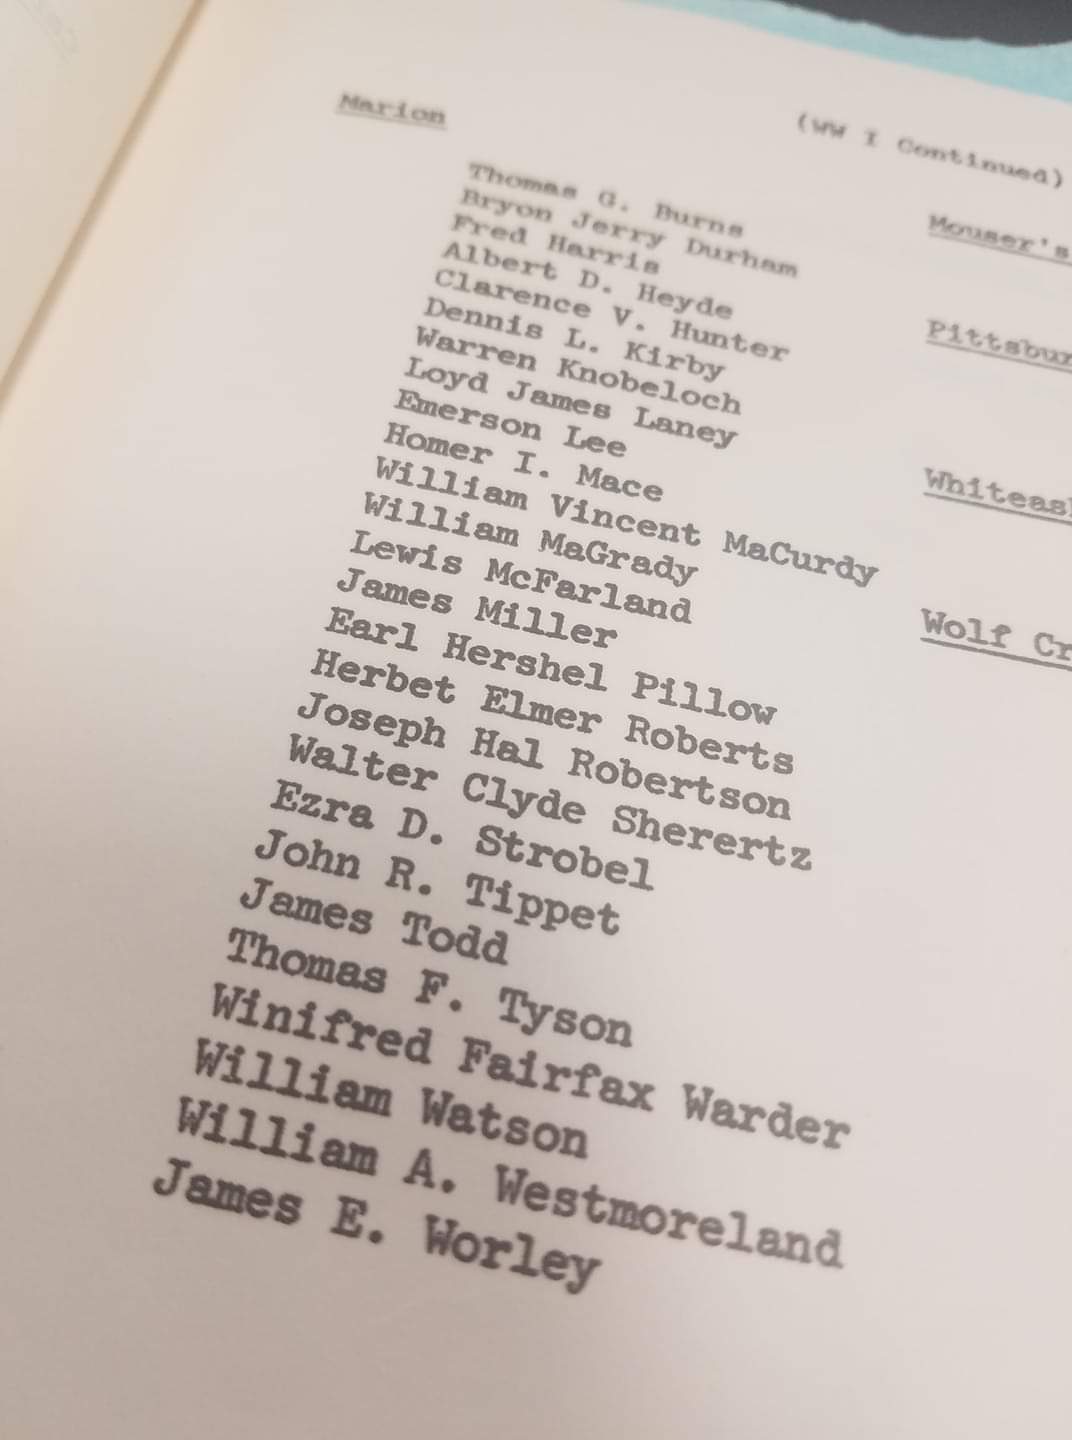 Marion
(WW I Continued)
Thomas G. Burns
Bryon Jerry Durham
Fred Harris
Albert D. Heyde
Clarence V. Hunter
Dennis L. Kirby
Warren Knobeloch
Loyd James Laney
Emerson Lee
Homer I. Mace
William Vincent MaCurdy
William MaGrady
Lewis McFarland
James Miller
Earl Hershel Pillow
Herbet Elmer Roberts
Joseph Hal Robertson
Walter Clyde Sherertz
Ezra D. Strobel
John R. Tippet
James Todd
Thomas F. Tyson
Winifred Fairfax Warder
William Watson
William A. Westmoreland
James E. Worley
Mouser's
Pittsbur
Whiteas
Wolf Cr